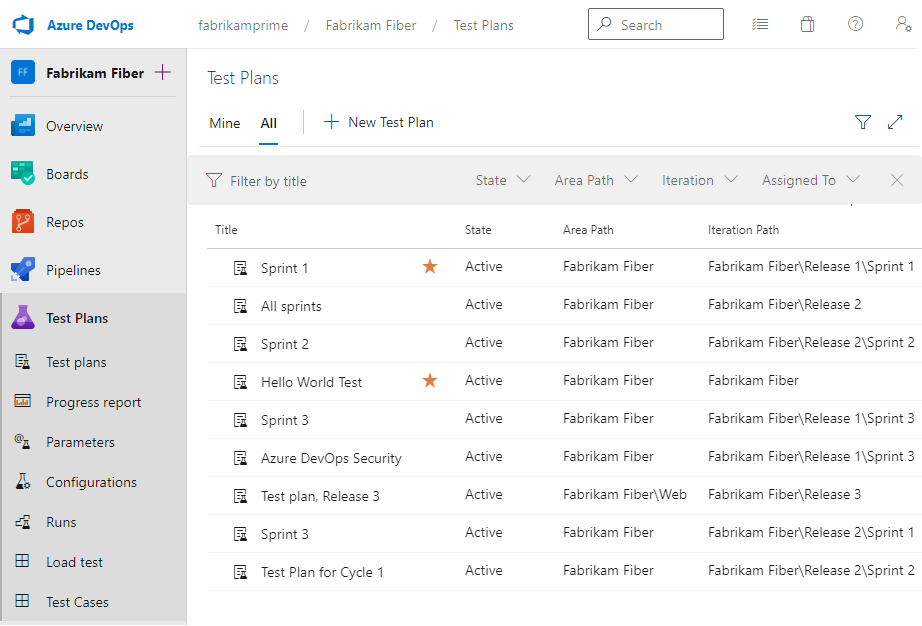 Azure DevOps
fabrikamprime / Fabrikam Fiber / Test Plans
Search
FF Fabrikam Fiber
Overview
Boards
Repos
Pipelines
Test Plans
Test plans
Progress report
Parameters
Configurations
Runs
Load test
Test Cases
Test Plans
Mine All New Test Plan
Filter by title State Area Path Iteration Assigned To
Title State Area Path Iteration Path
Sprint 1 Active Fabrikam Fiber Fabrikam Fiber\Release 1\Sprint 1
All sprints Active Fabrikam Fiber Fabrikam Fiber\Release 2
Sprint 2 Active Fabrikam Fiber Fabrikam Fiber\Release 2\Sprint 2
Hello World Test Active Fabrikam Fiber Fabrikam Fiber
Sprint 3 Active Fabrikam Fiber Fabrikam Fiber\Release 1\Sprint 3
Azure DevOps Security Active Fabrikam Fiber Fabrikam Fiber\Release 1\Sprint 3
Test plan, Release 3 Active Fabrikam Fiber\Web Fabrikam Fiber\Release 3
Sprint 3 Active Fabrikam Fiber Fabrikam Fiber\Release 2\Sprint 1
Test Plan for Cycle 1 Active Fabrikam Fiber Fabrikam Fiber\Release 2\Sprint 2